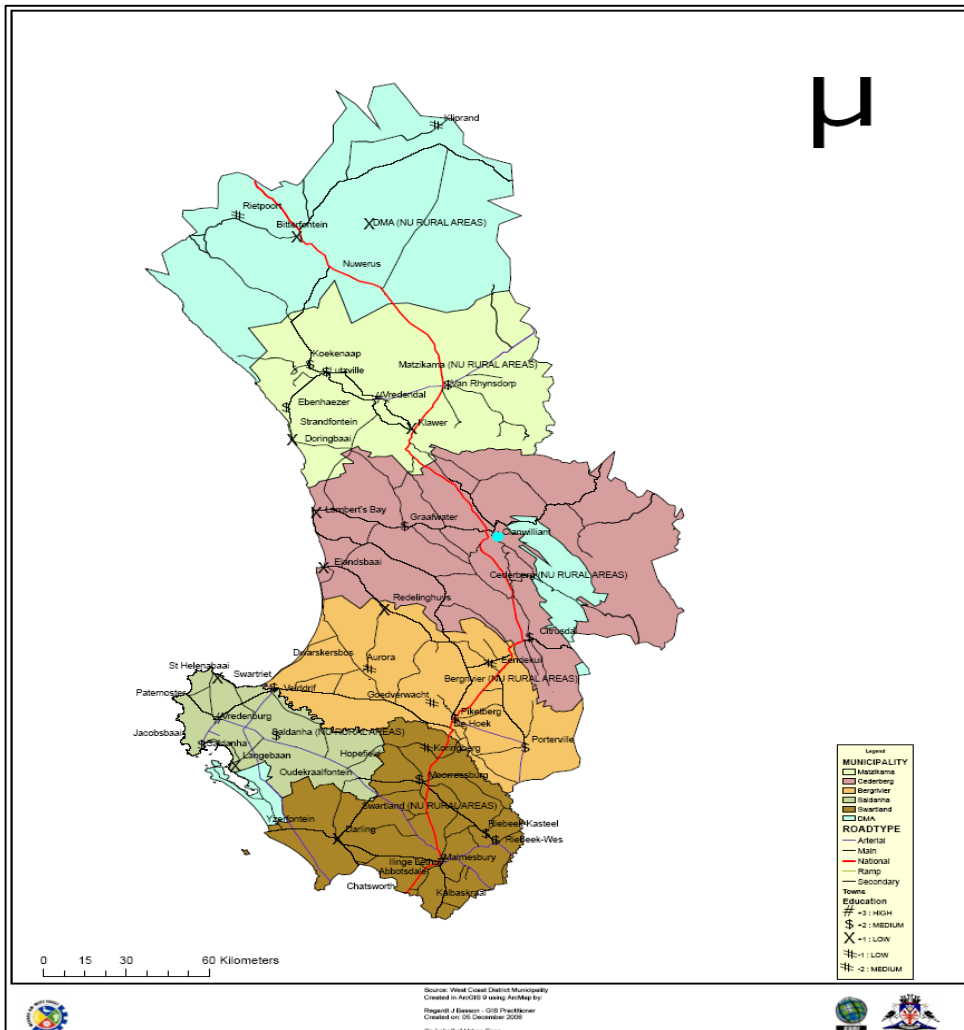 µ
Kliprand
Rietpoort
Bitterfontein
DMA (NU RURAL AREAS)
Nuwerus
Koekenaap
Lutzville
Matzikama (NU RURAL AREAS)
Van Rhynsdorp
Vredendal
Ebenhaezer
Strandfontein
Klawer
Doringbaai
Lambert's Bay
Graafwater
Clanwilliam
Elandsbaai
Cederberg (NU RURAL AREAS)
Redelinghuys
Citrusdal
Dwarskersbos
Aurora
Eendekuil
St Helenabaai
Swartriet
Bergrivier (NU RURAL AREAS)
Paternoster
Velddrif
Goedverwacht
Vredenburg
Piketberg
De Hoek
Jacobsbaai
Saldanha
Saldanha (NU RURAL AREAS)
Porterville
Langebaan
Hopefield
Koringberg
Oudekraalfontein
Moorreesburg
Swartland (NU RURAL AREAS)
Yzerfontein
Darling
Riebeek-Kasteel
Riebeek-Wes
Ilinge Lethu
Malmesbury
Abbotsdale
Chatsworth
Kalbaskraal
Legend
MUNICIPALITY
Matzikama
Cederberg
Bergrivier
Saldanha
Swartland
DMA
ROADTYPE
Arterial
Main
National
Ramp
Secondary
Towns
Education
# +3 : HIGH
$ +2 : MEDIUM
X +1 : LOW
-1 : LOW
-2 : MEDIUM
0 15 30 60 Kilometers
Source: West Coast District Municipality
Created in ArcGIS 9 using ArcMap by:
Regardt J Basson - GIS Practitioner
Created on: 05 December 2006